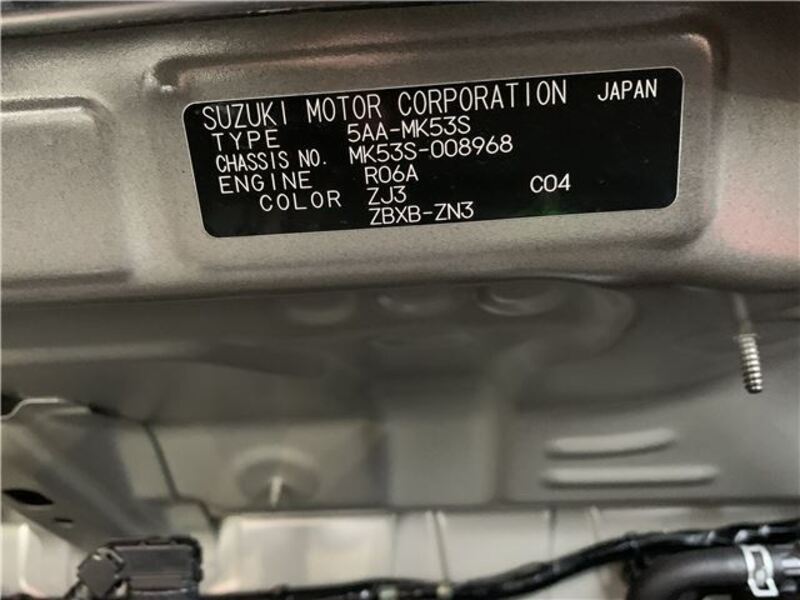 SUZUKI MOTOR CORPORATION JAPAN
TYPE 5AA-MK53S
CHASSIS NO. MK53S-008968
ENGINE R06A
COLOR ZJ3 C04
ZBXB-ZN3